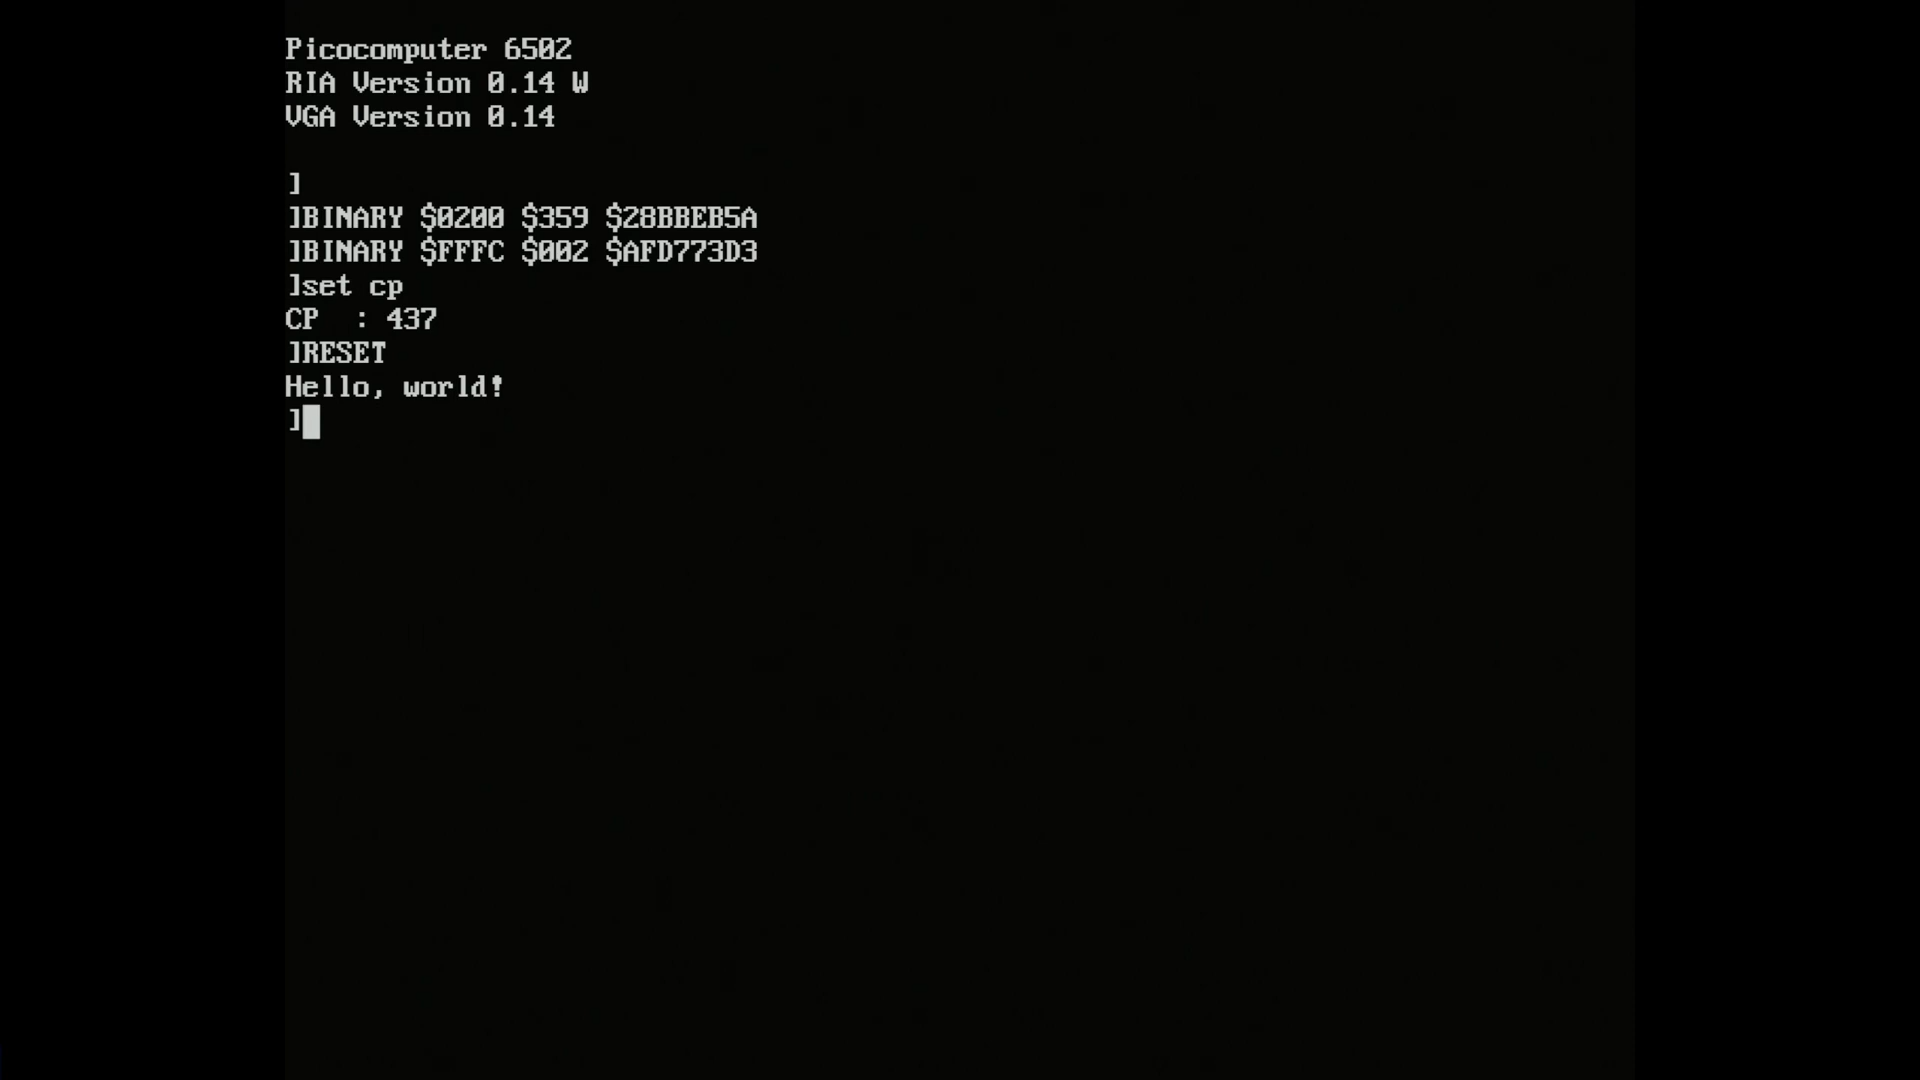 Picocomputer 6502
RIA Version 0.14 W
VGA Version 0.14
]
]BINARY $0200 $359 $28BBEB5A
]BINARY $FFFC $002 $AFD773D3
]set cp
CP  : 437
]RESET
Hello, world!
]